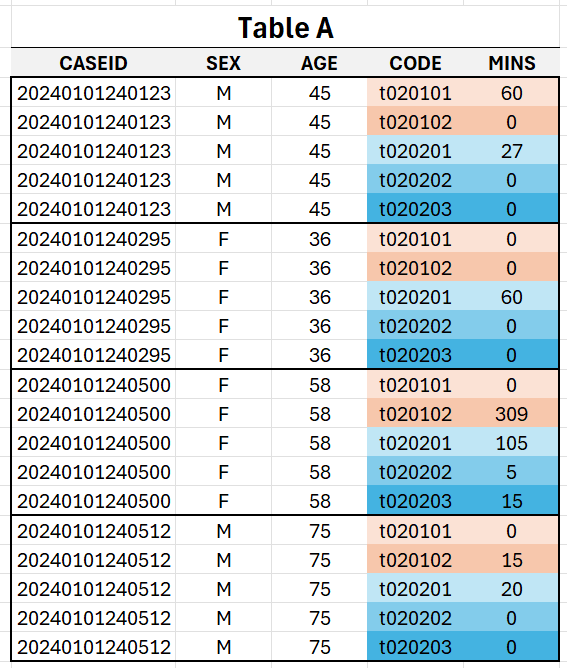 Table A
CASEID SEX AGE CODE MINS
20240101240123 M 45 t020101 60
20240101240123 M 45 t020102 0
20240101240123 M 45 t020201 27
20240101240123 M 45 t020202 0
20240101240123 M 45 t020203 0
20240101240295 F 36 t020101 0
20240101240295 F 36 t020102 0
20240101240295 F 36 t020201 60
20240101240295 F 36 t020202 0
20240101240295 F 36 t020203 0
20240101240500 F 58 t020101 0
20240101240500 F 58 t020102 309
20240101240500 F 58 t020201 105
20240101240500 F 58 t020202 5
20240101240500 F 58 t020203 15
20240101240512 M 75 t020101 0
20240101240512 M 75 t020102 15
20240101240512 M 75 t020201 20
20240101240512 M 75 t020202 0
20240101240512 M 75 t020203 0